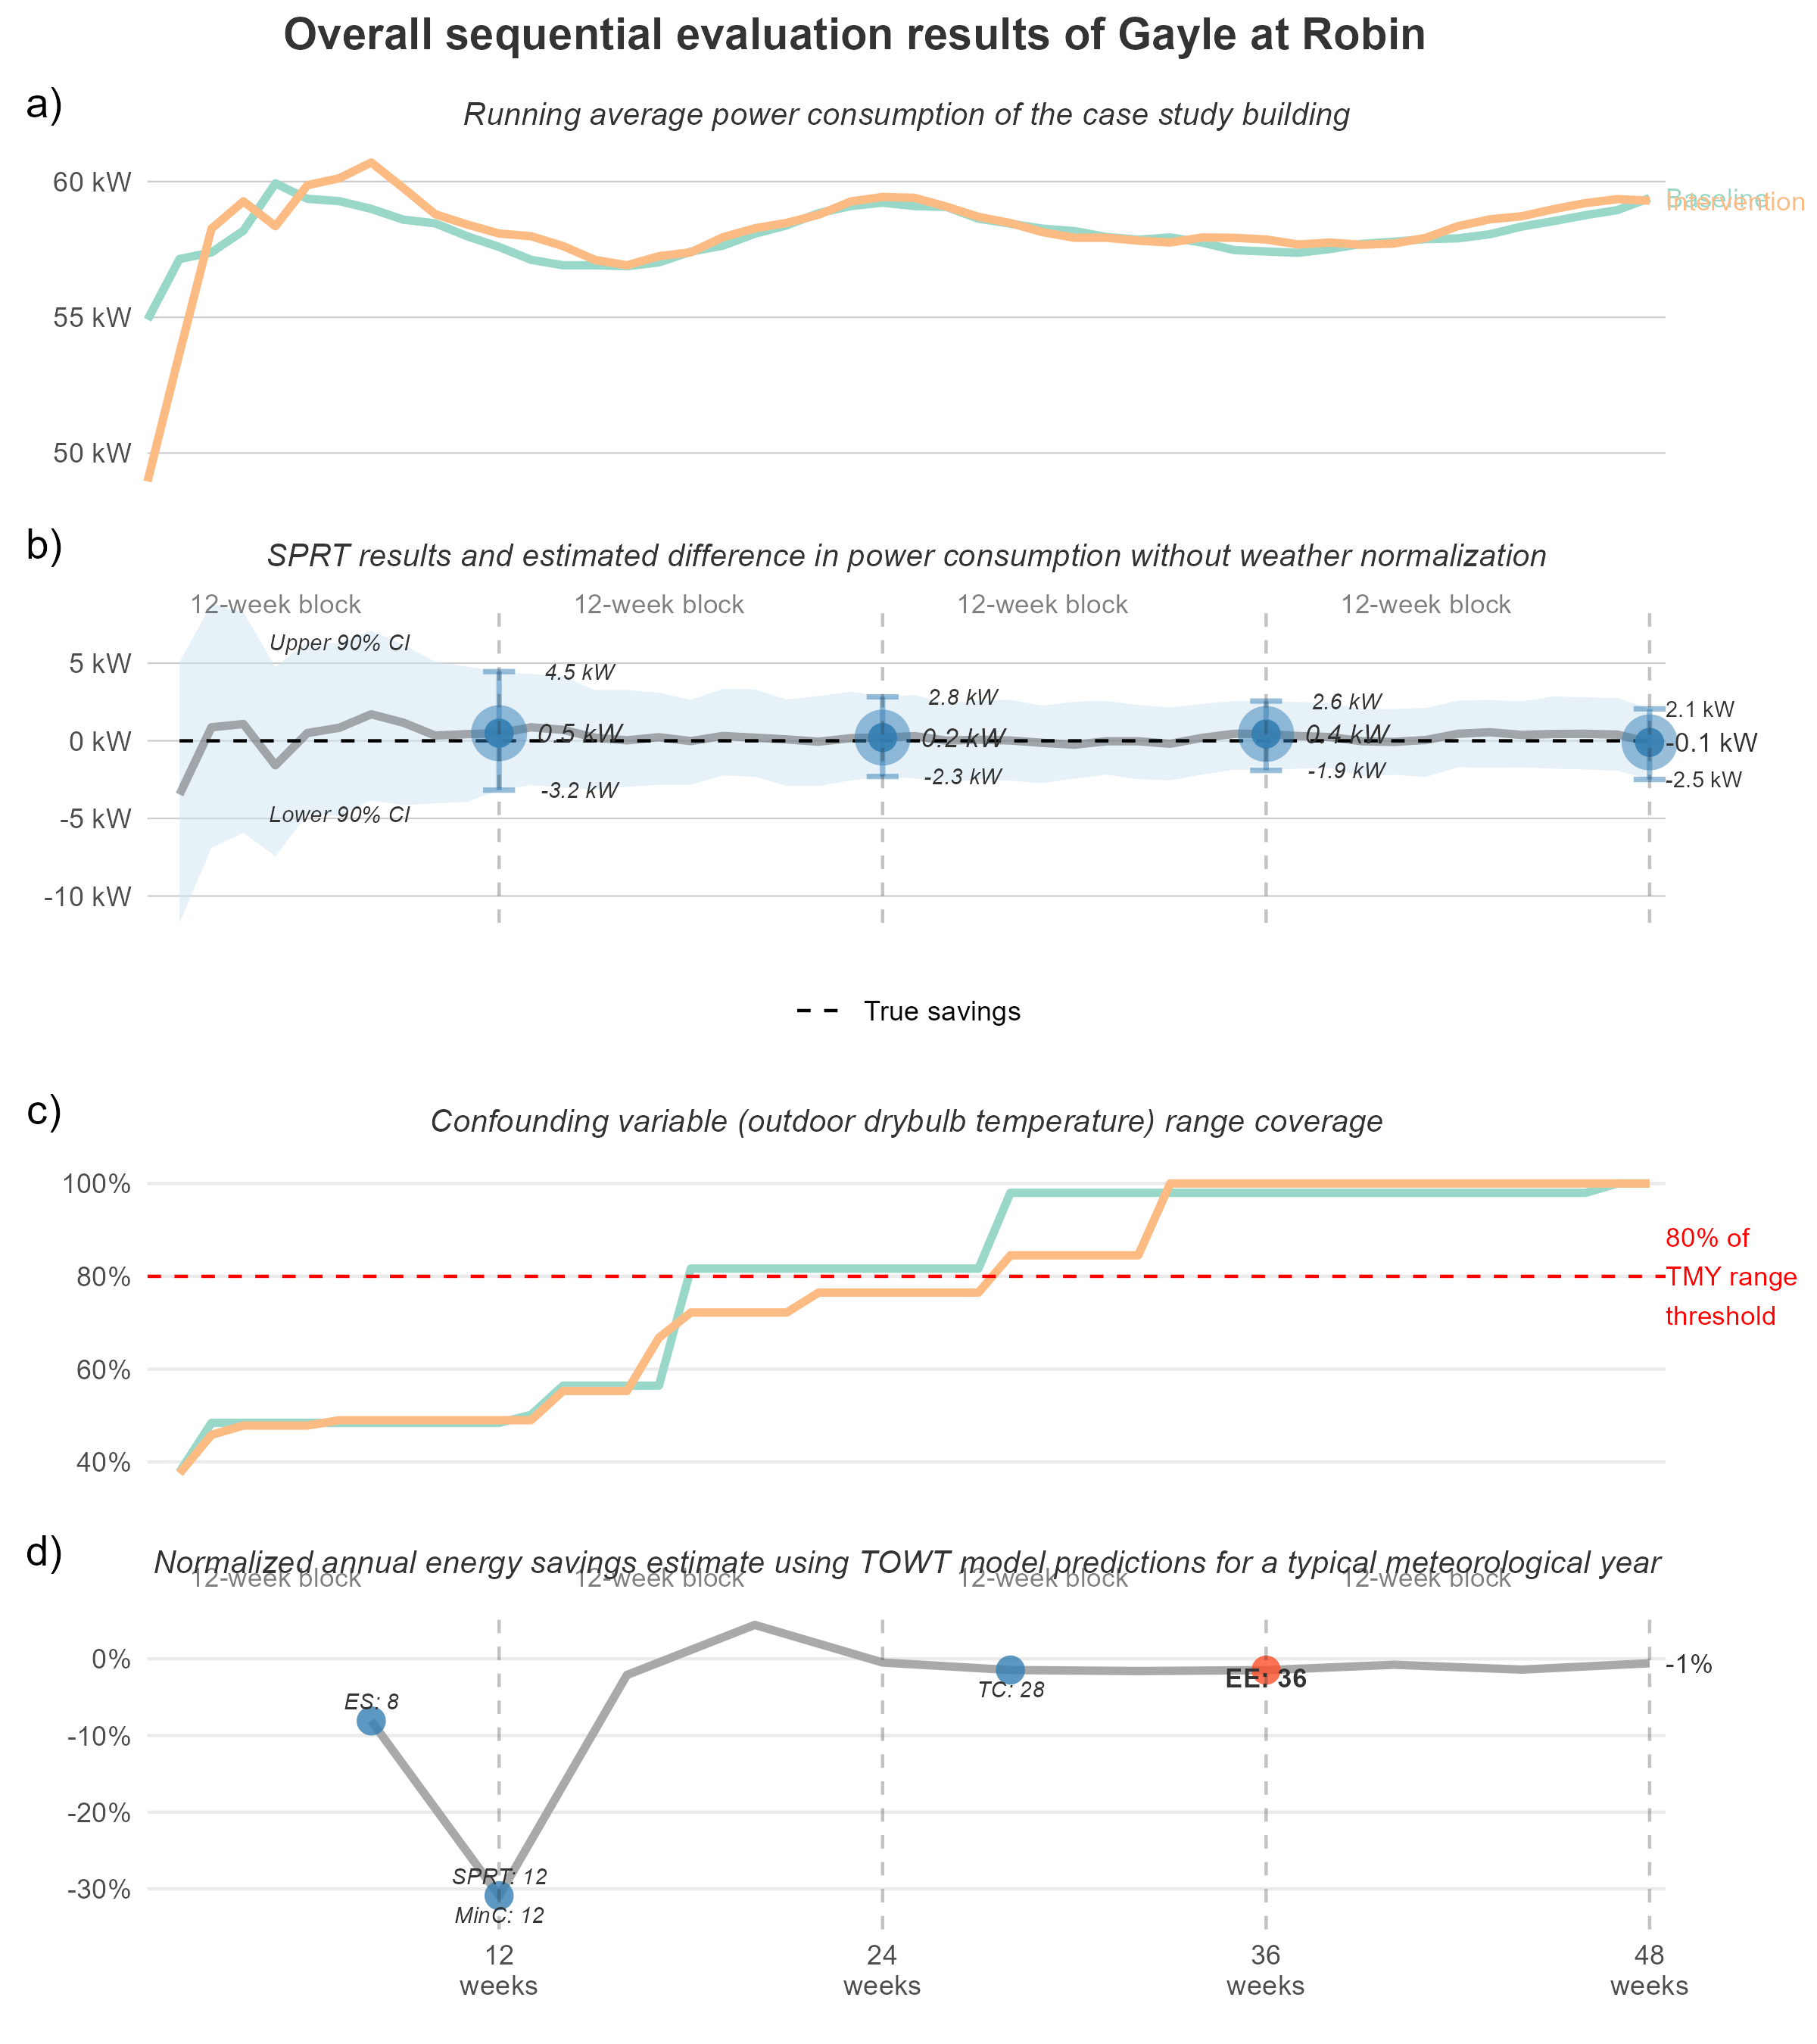 Overall sequential evaluation results of Gayle at Robin
a)
Running average power consumption of the case study building
60 kW
55 kW
50 kW
Baseline
Intervention
b)
SPRT results and estimated difference in power consumption without weather normalization
12-week block 12-week block 12-week block 12-week block
Upper 90% CI
Lower 90% CI
5 kW
0 kW
-5 kW
-10 kW
4.5 kW
0.5 kW
-3.2 kW
2.8 kW
0.2 kW
-2.3 kW
2.6 kW
0.4 kW
-1.9 kW
2.1 kW
-0.1 kW
-2.5 kW
True savings
c)
Confounding variable (outdoor drybulb temperature) range coverage
100%
80%
60%
40%
80% of
TMY range
threshold
d)
Normalized annual energy savings estimate using TOWT model predictions for a typical meteorological year
12-week block 12-week block 12-week block 12-week block
0%
-10%
-20%
-30%
ES: 8
SPRT: 12
MinC: 12
TC: 28
EE: 36
-1%
12
weeks
24
weeks
36
weeks
48
weeks